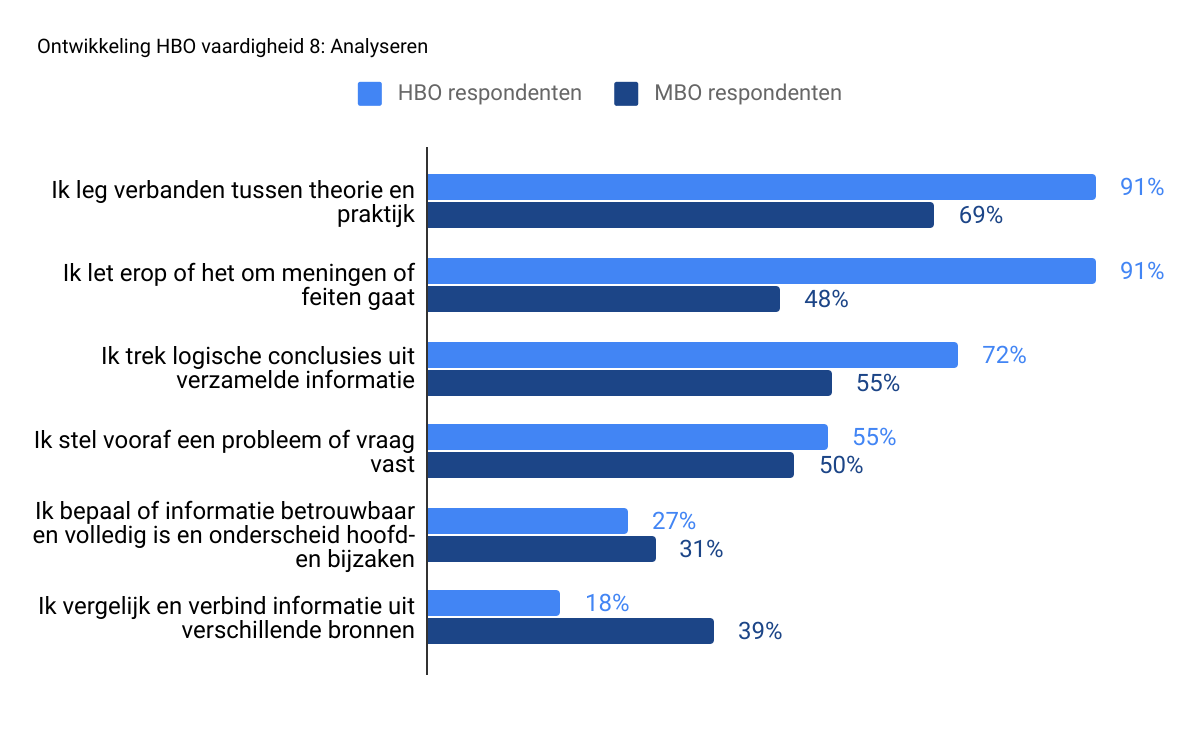 Ontwikkeling HBO vaardigheid 8: Analyseren
HBO respondenten
MBO respondenten
Ik leg verbanden tussen theorie en
praktijk
91%
69%
Ik let erop of het om meningen of
feiten gaat
91%
48%
Ik trek logische conclusies uit
verzamelde informatie
72%
55%
Ik stel vooraf een probleem of vraag
vast
55%
50%
Ik bepaal of informatie betrouwbaar
en volledig is en onderscheid hoofd-
en bijzaken
27%
31%
Ik vergelijk en verbind informatie uit
verschillende bronnen
18%
39%